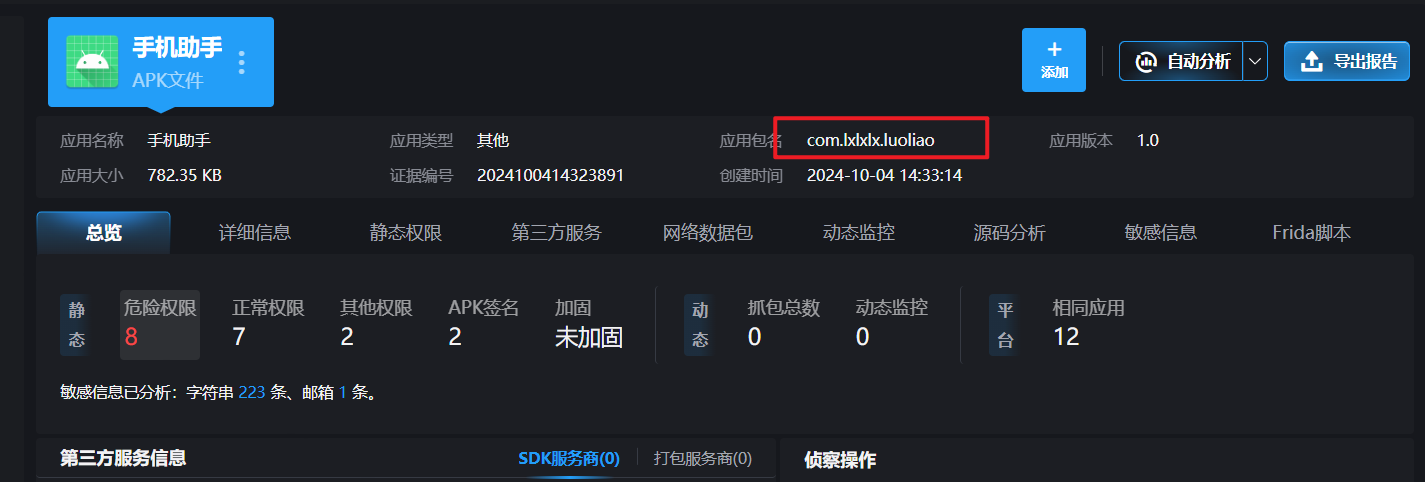 手机助手
APK文件
添加
自动分析
导出报告
应用名称 手机助手 应用类型 其他 应用包名 com.lxlxlx.luoliao 应用版本 1.0
应用大小 782.35 KB 证据编号 2024100414323891 创建时间 2024-10-04 14:33:14
总览 详细信息 静态权限 第三方服务 网络数据包 动态监控 源码分析 敏感信息 Frida脚本
静态 危险权限 正常权限 其他权限 APK签名 加固 动态 抓包总数 动态监控 平台 相同应用
8 7 2 2 未加固 0 0 12
敏感信息已分析：字符串 223 条、邮箱 1 条。
第三方服务信息 SDK服务商(0) 打包服务商(0) 侦察操作